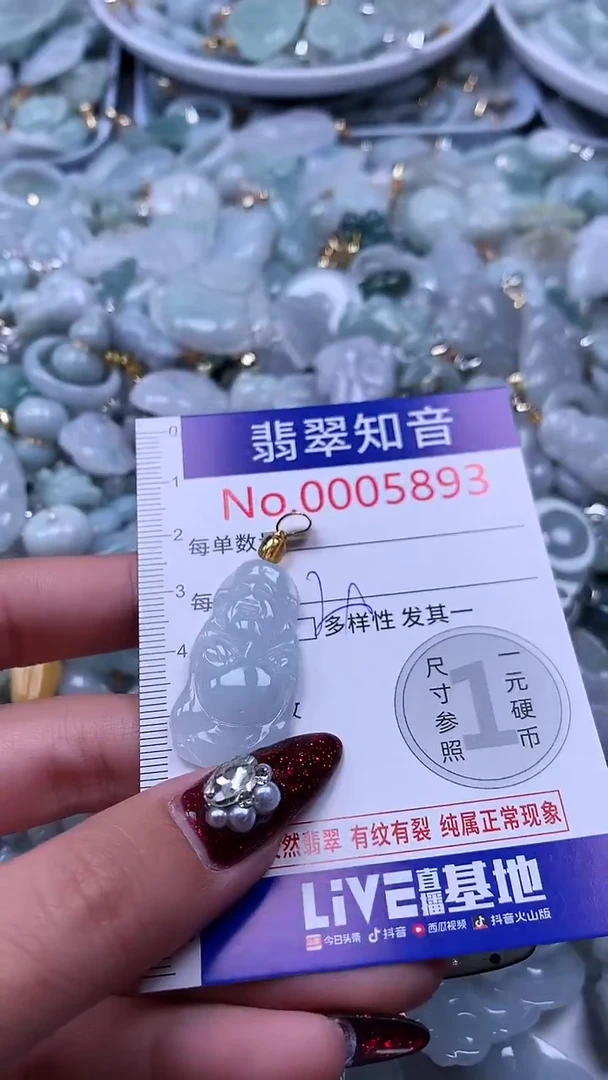 翡翠知音
No.0005893
0
1
2
3
4
每单数
每
多样性 发其一
尺寸参照
1
一元硬币
然翡翠 有纹有裂 纯属正常现象
LiVE直播基地
今日头条 抖音 西瓜视频 抖音火山版